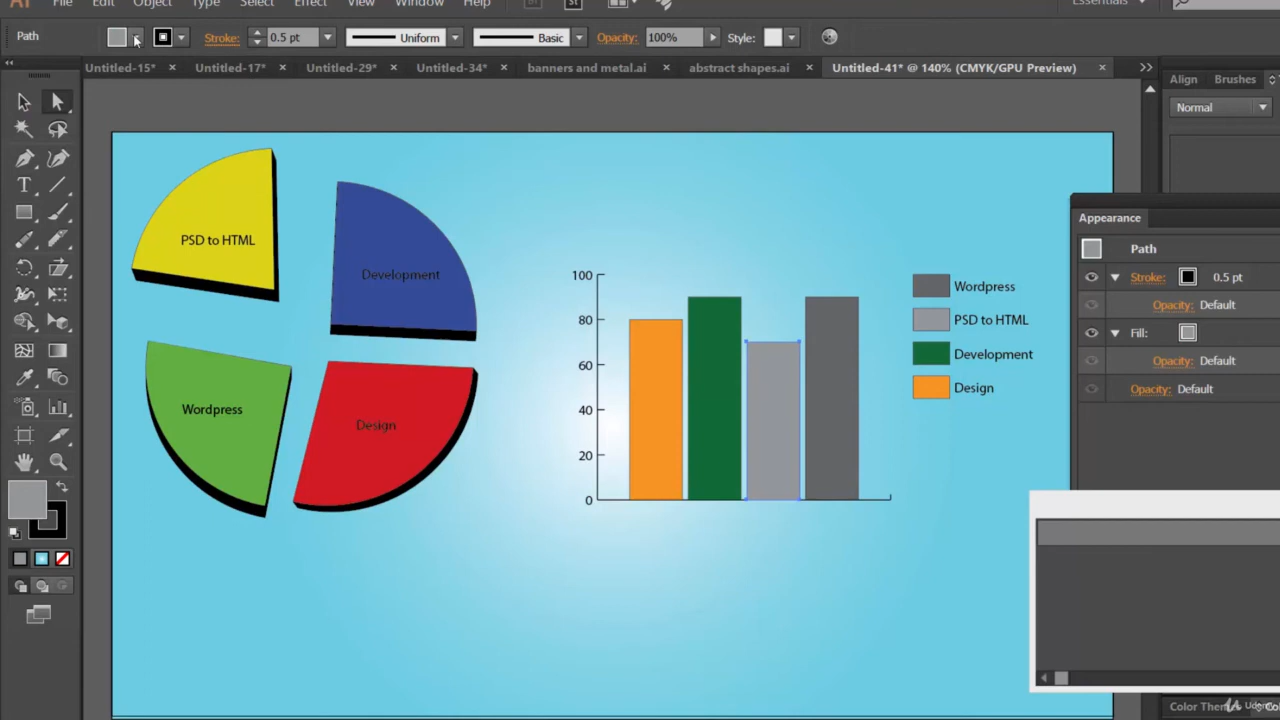 Ai File Edit Object Type Select Effect View Window Help Br St Essentials
Path Stroke: 0.5 pt Uniform Basic Opacity: 100% Style:
Untitled-15* × Untitled-17* × Untitled-29* × Untitled-34* × banners and metal.ai × abstract shapes.ai × Untitled-41* @ 140% (CMYK/GPU Preview) ×
Align Brushes
Normal
Appearance
Path
Stroke: 0.5 pt
Opacity: Default
Fill:
Opacity: Default
Opacity: Default
PSD to HTML
Development
Wordpress
Design
100
80
60
40
20
0
Wordpress
PSD to HTML
Development
Design